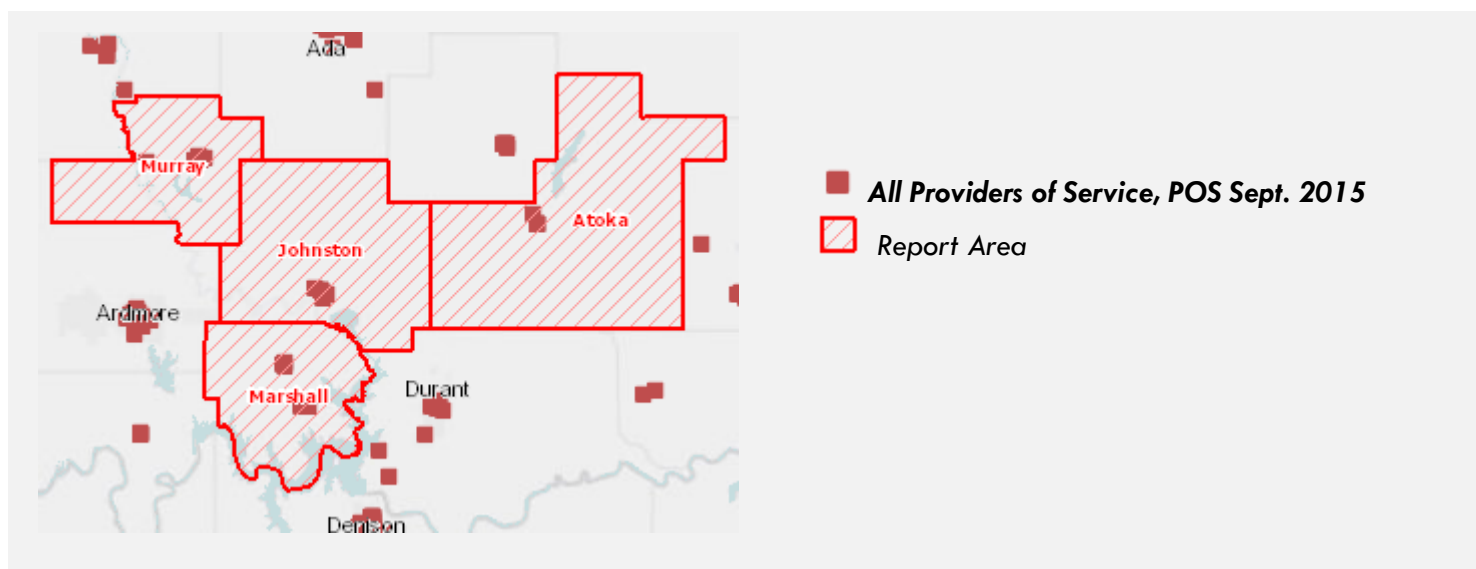 Ada
Murray
Atoka
Johnston
Ardmore
Marshall
Durant
Denison
All Providers of Service, POS Sept. 2015
Report Area